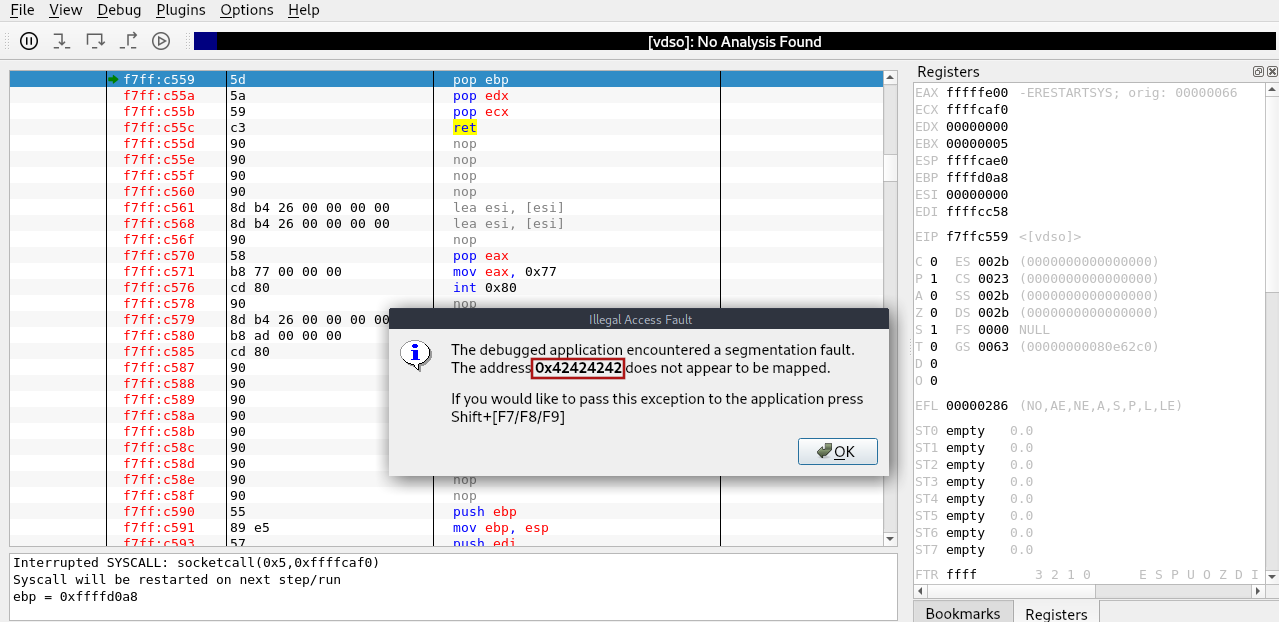 File View Debug Plugins Options Help
[vdso]: No Analysis Found
f7ff:c559 5d pop ebp
f7ff:c55a 5a pop edx
f7ff:c55b 59 pop ecx
f7ff:c55c c3 ret
f7ff:c55d 90 nop
f7ff:c55e 90 nop
f7ff:c55f 90 nop
f7ff:c560 90 nop
f7ff:c561 8d b4 26 00 00 00 00 lea esi, [esi]
f7ff:c568 8d b4 26 00 00 00 00 lea esi, [esi]
f7ff:c56f 90 nop
f7ff:c570 58 pop eax
f7ff:c571 b8 77 00 00 00 mov eax, 0x77
f7ff:c576 cd 80 int 0x80
f7ff:c578 90 nop
f7ff:c579 8d b4 26 00 00 00 00
f7ff:c580 b8 ad 00 00 00
f7ff:c585 cd 80
f7ff:c587 90
f7ff:c588 90
f7ff:c589 90
f7ff:c58a 90
f7ff:c58b 90
f7ff:c58c 90
f7ff:c58d 90
f7ff:c58e 90 nop
f7ff:c58f 90 nop
f7ff:c590 55 push ebp
f7ff:c591 89 e5 mov ebp, esp
f7ff:c593 57 push edi
Illegal Access Fault
The debugged application encountered a segmentation fault.
The address 0x42424242 does not appear to be mapped.
If you would like to pass this exception to the application press
Shift+[F7/F8/F9]
OK
Interrupted SYSCALL: socketcall(0x5,0xffffcaf0)
Syscall will be restarted on next step/run
ebp = 0xffffd0a8
Registers
EAX fffffe00 -ERESTARTSYS; orig: 00000066
ECX ffffcaf0
EDX 00000000
EBX 00000005
ESP ffffcae0
EBP ffffd0a8
ESI 00000000
EDI ffffcc58
EIP f7ffc559 <[vdso]>
C 0 ES 002b (0000000000000000)
P 1 CS 0023 (0000000000000000)
A 0 SS 002b (0000000000000000)
Z 0 DS 002b (0000000000000000)
S 1 FS 0000 NULL
T 0 GS 0063 (00000000080e62c0)
D 0
O 0
EFL 00000286 (NO,AE,NE,A,S,P,L,LE)
ST0 empty 0.0
ST1 empty 0.0
ST2 empty 0.0
ST3 empty 0.0
ST4 empty 0.0
ST5 empty 0.0
ST6 empty 0.0
ST7 empty 0.0
FTR ffff 3 2 1 0 E S P U O Z D I
Bookmarks Registers